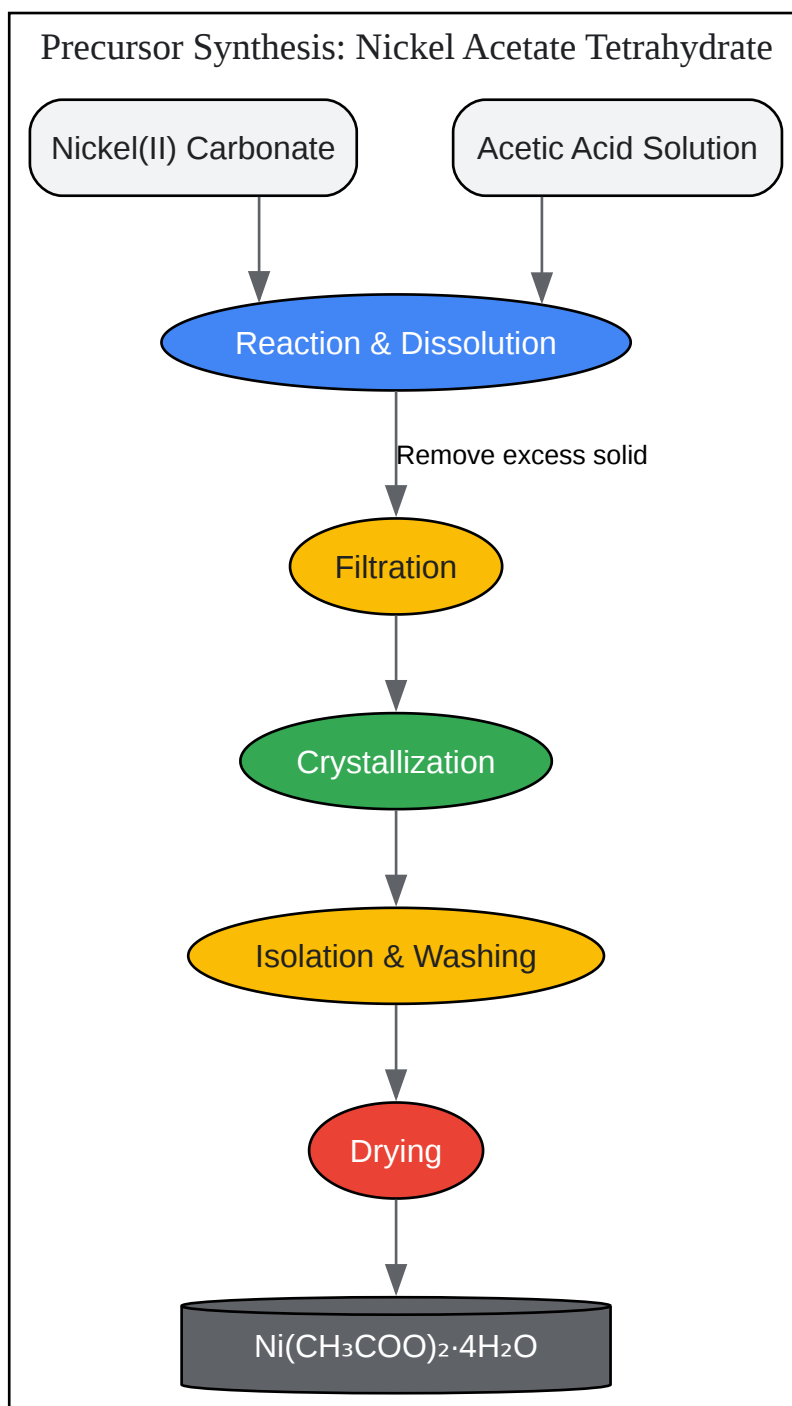 Precursor Synthesis: Nickel Acetate Tetrahydrate
Nickel(II) Carbonate
Acetic Acid Solution
Reaction & Dissolution
Remove excess solid
Filtration
Crystallization
Isolation & Washing
Drying
Ni(CH₃COO)₂·4H₂O